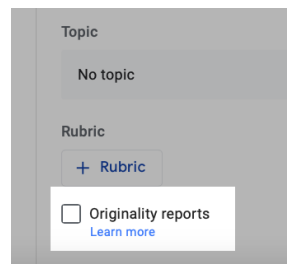 Topic
No topic
Rubric
+ Rubric
Originality reports
Learn more